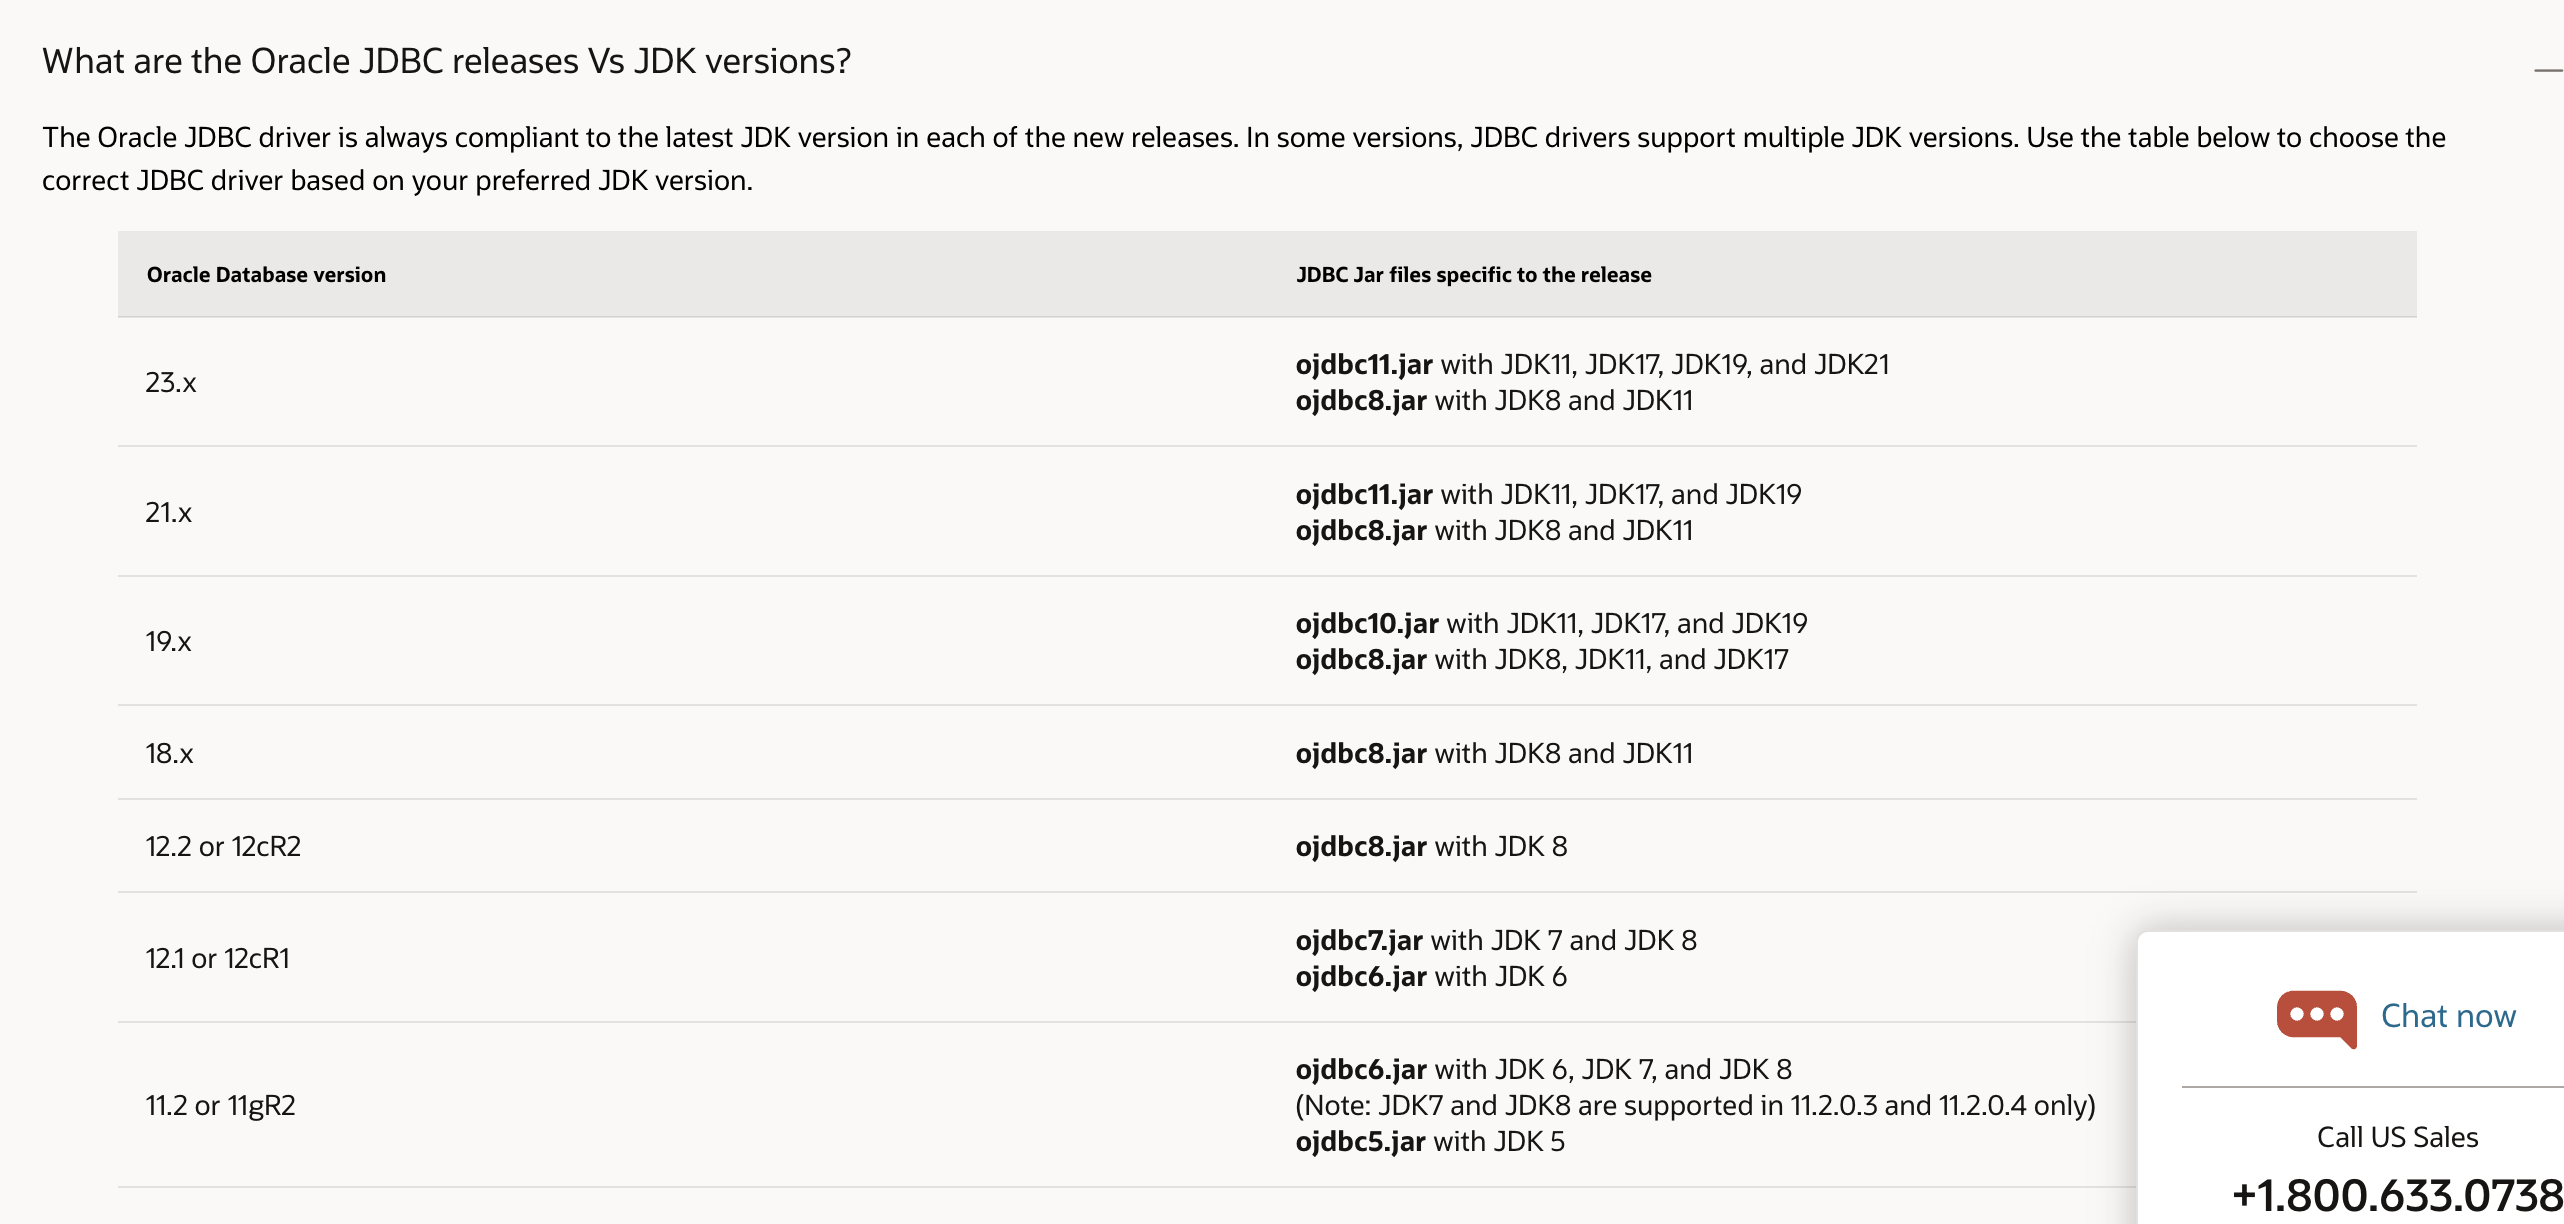 What are the Oracle JDBC releases Vs JDK versions?
The Oracle JDBC driver is always compliant to the latest JDK version in each of the new releases. In some versions, JDBC drivers support multiple JDK versions. Use the table below to choose the
correct JDBC driver based on your preferred JDK version.
Oracle Database version
JDBC Jar files specific to the release
23.x
ojdbc11.jar with JDK11, JDK17, JDK19, and JDK21
ojdbc8.jar with JDK8 and JDK11
21.x
ojdbc11.jar with JDK11, JDK17, and JDK19
ojdbc8.jar with JDK8 and JDK11
19.x
ojdbc10.jar with JDK11, JDK17, and JDK19
ojdbc8.jar with JDK8, JDK11, and JDK17
18.x
ojdbc8.jar with JDK8 and JDK11
12.2 or 12cR2
ojdbc8.jar with JDK 8
12.1 or 12cR1
ojdbc7.jar with JDK 7 and JDK 8
ojdbc6.jar with JDK 6
11.2 or 11gR2
ojdbc6.jar with JDK 6, JDK 7, and JDK 8
(Note: JDK7 and JDK8 are supported in 11.2.0.3 and 11.2.0.4 only)
ojdbc5.jar with JDK 5
Chat now
Call US Sales
+1.800.633.0738